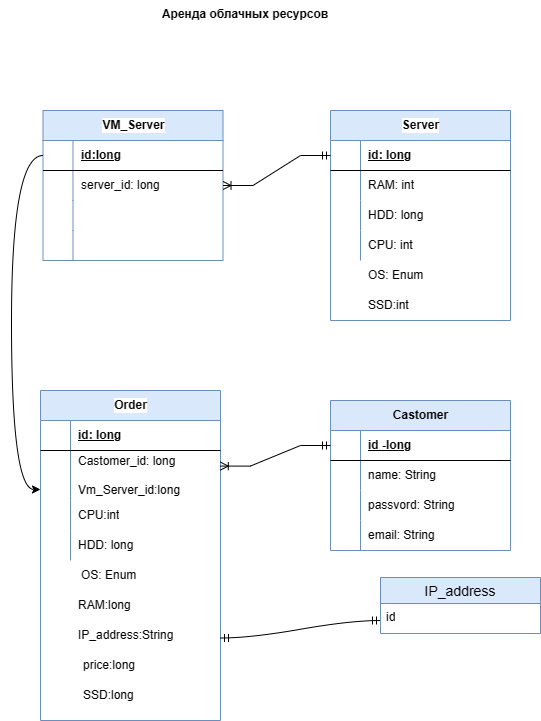 Аренда облачных ресурсов
VM_Server
id:long
server_id: long
Server
id: long
RAM: int
HDD: long
CPU: int
OS: Enum
SSD:int
Order
id: long
Castomer_id: long
Vm_Server_id:long
CPU:int
HDD: long
OS: Enum
RAM:long
IP_address:String
price:long
SSD:long
Castomer
id -long
name: String
passvord: String
email: String
IP_address
id